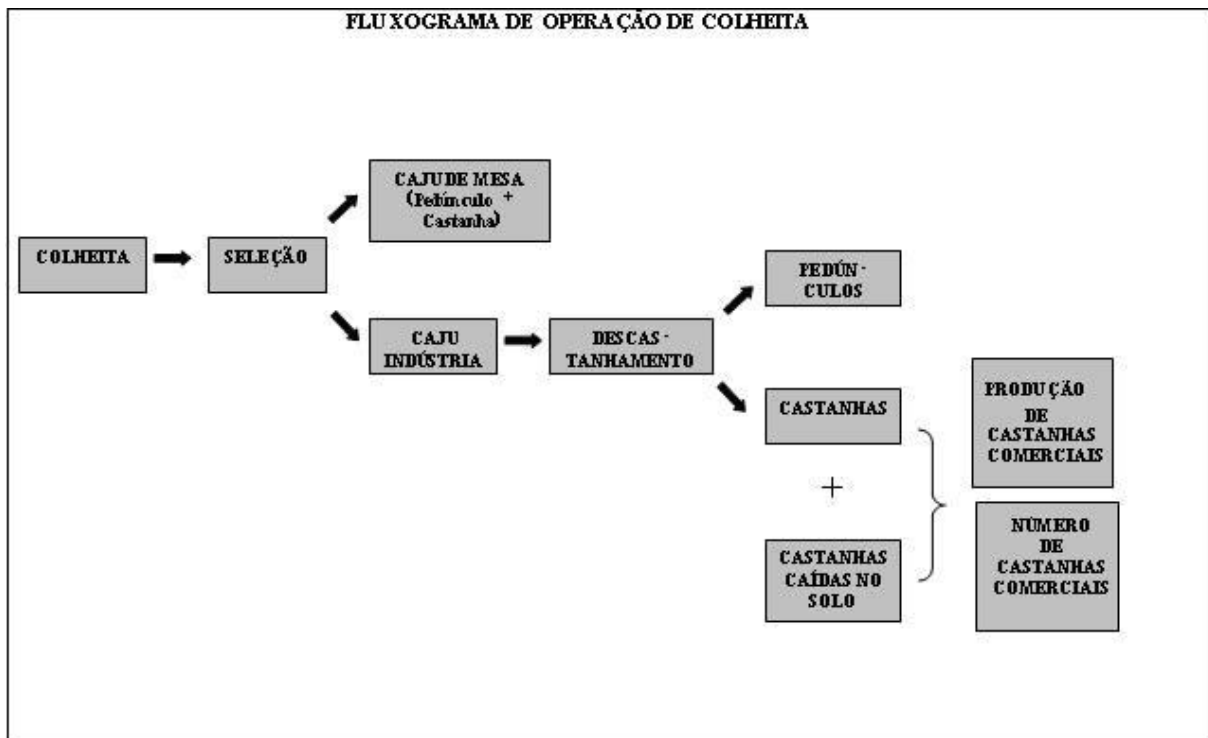 FLUXOGRAMA DE OPERAÇÃO DE COLHEITA
CAJU DE MESA
(Pedúnculo +
Castanha)
COLHEITA
SELEÇÃO
PEDÚN-
CULOS
CAJU
INDÚSTRIA
DESCAS-
TANHAMENTO
CASTANHAS
+
CASTANHAS
CAÍDAS NO
SOLO
PRODUÇÃO
DE
CASTANHAS
COMERCIAIS
NÚMERO
DE
CASTANHAS
COMERCIAIS